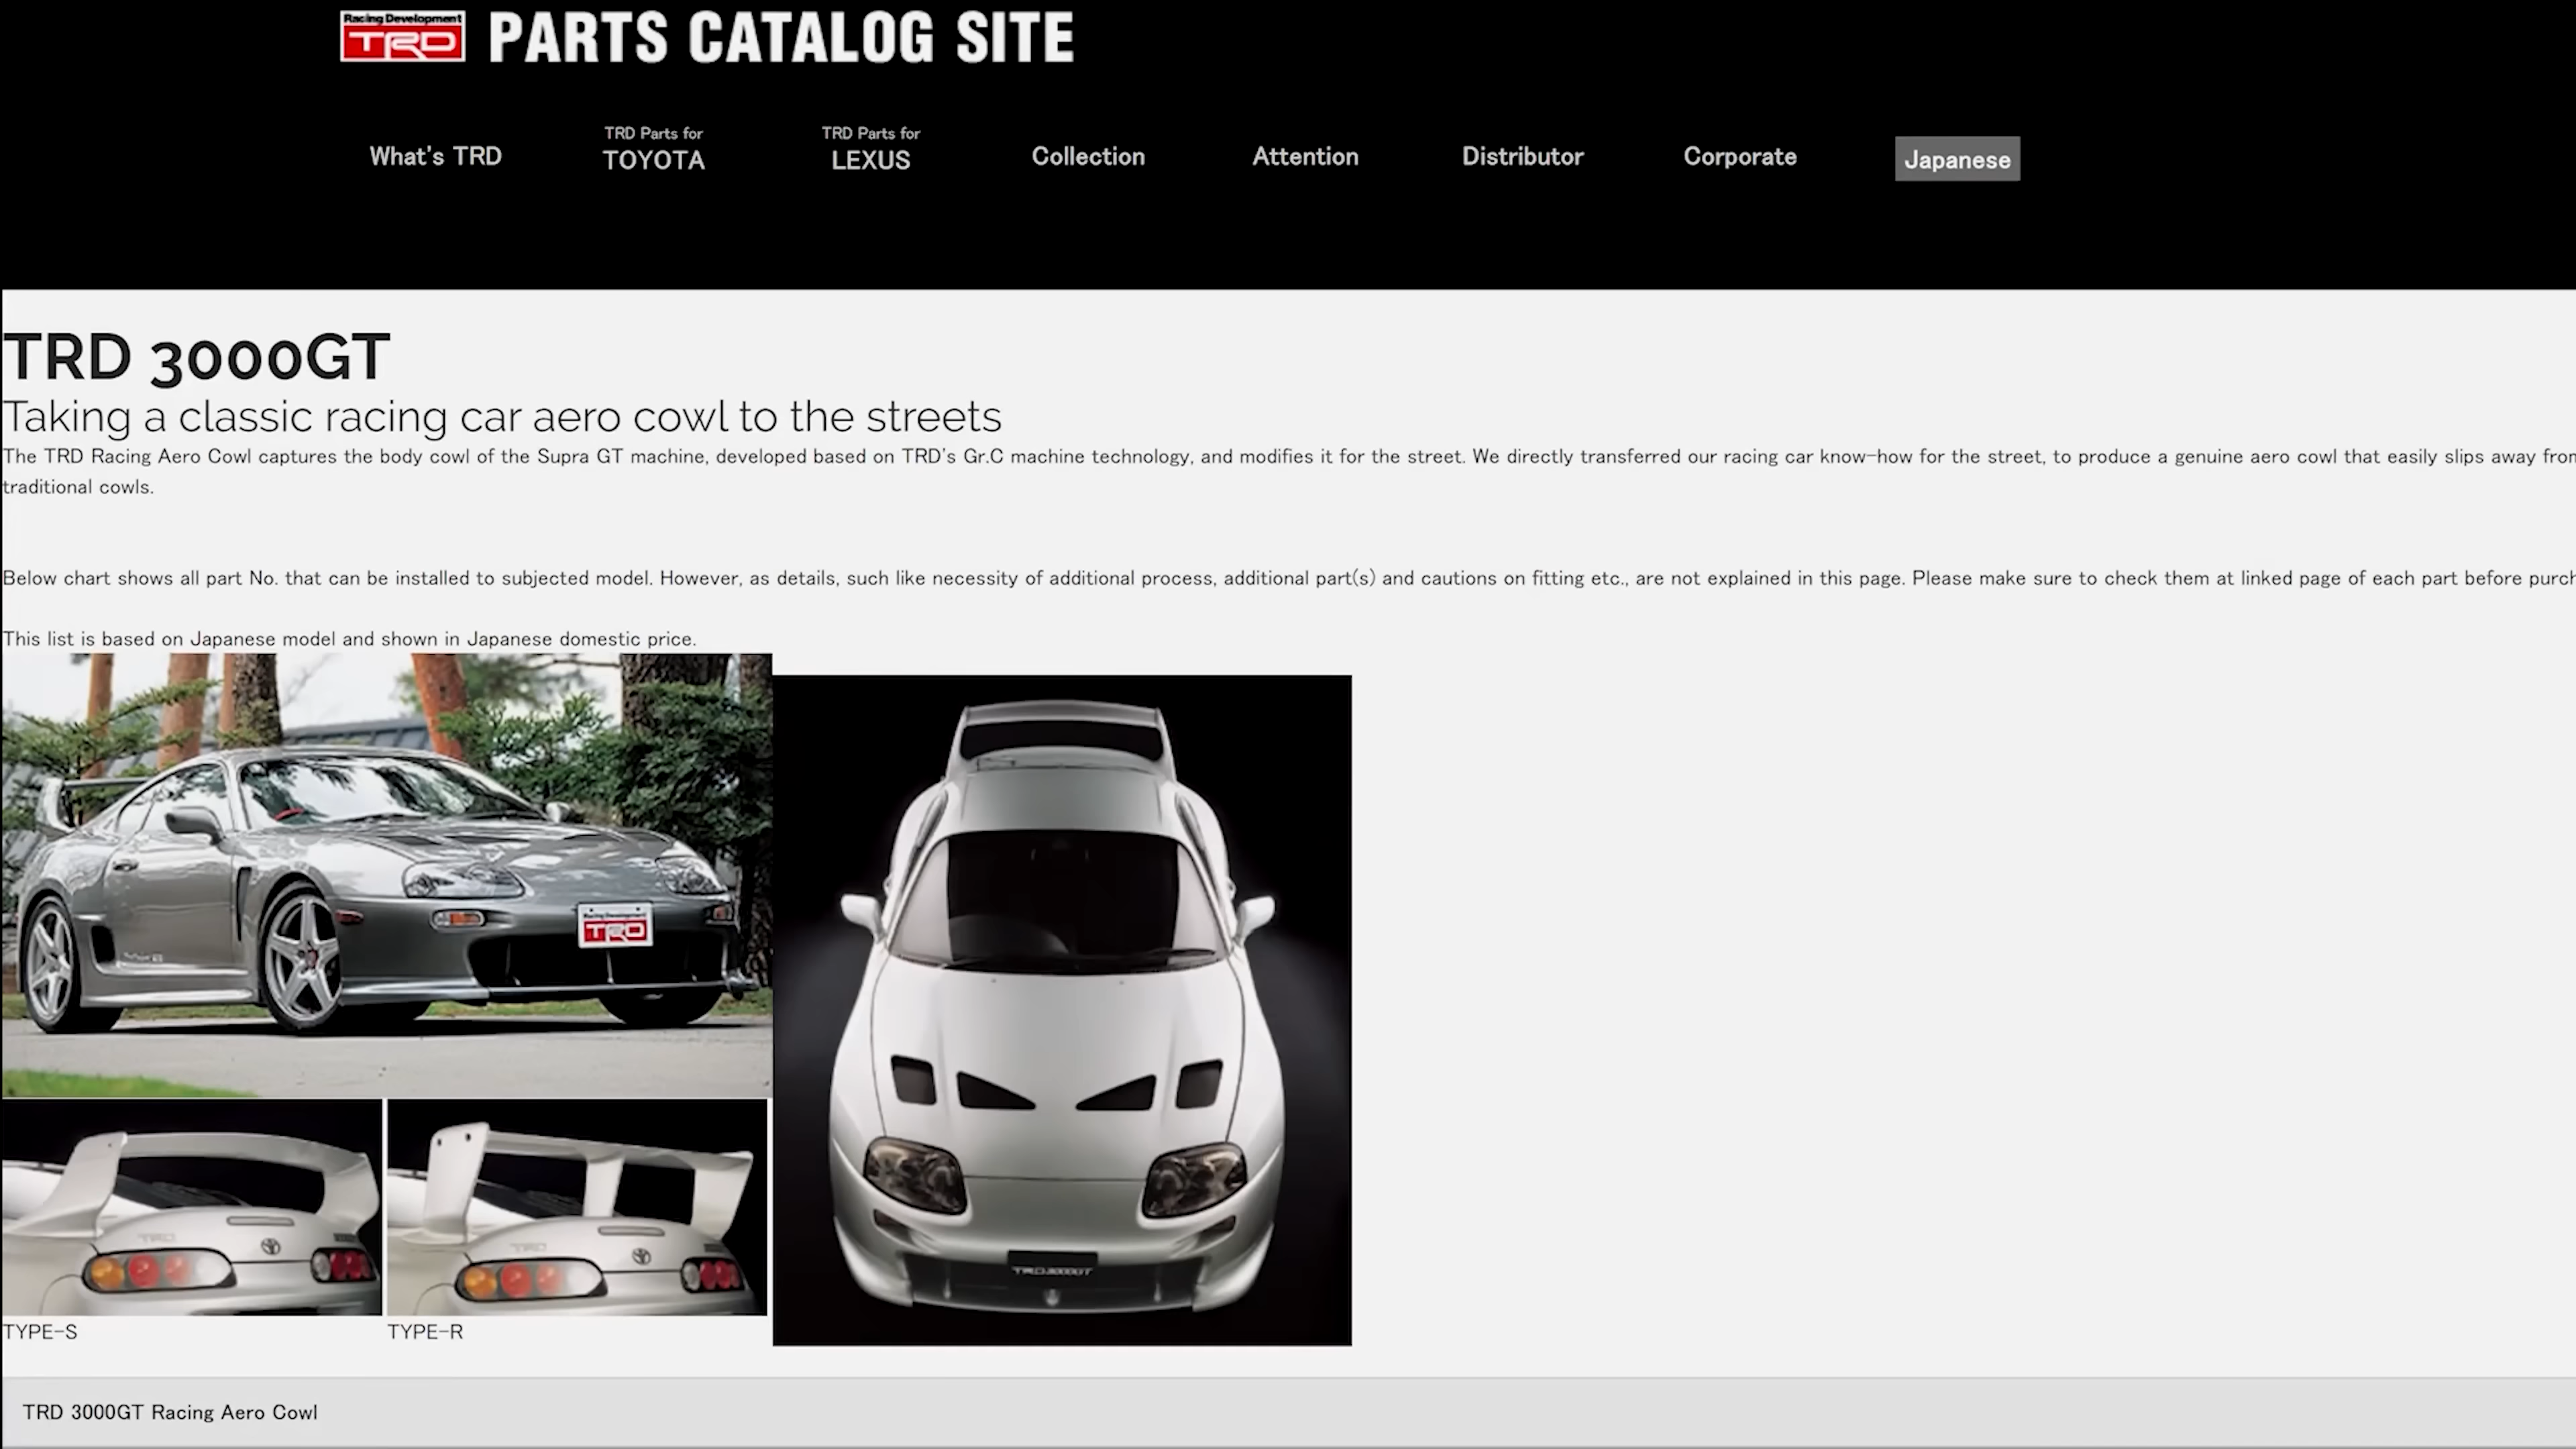 Racing Development
TRD PARTS CATALOG SITE
What's TRD
TRD Parts for
TOYOTA
TRD Parts for
LEXUS
Collection
Attention
Distributor
Corporate
Japanese
TRD 3000GT
Taking a classic racing car aero cowl to the streets
The TRD Racing Aero Cowl captures the body cowl of the Supra GT machine, developed based on TRD's Gr.C machine technology, and modifies it for the street. We directly transferred our racing car know-how for the street, to produce a genuine aero cowl that easily slips away from
traditional cowls.
Below chart shows all part No. that can be installed to subjected model. However, as details, such like necessity of additional process, additional part(s) and cautions on fitting etc., are not explained in this page. Please make sure to check them at linked page of each part before purch
This list is based on Japanese model and shown in Japanese domestic price.
Racing Development
TRD
TRD3000GT
TRD
TRD
TYPE-S
TYPE-R
TRD 3000GT Racing Aero Cowl